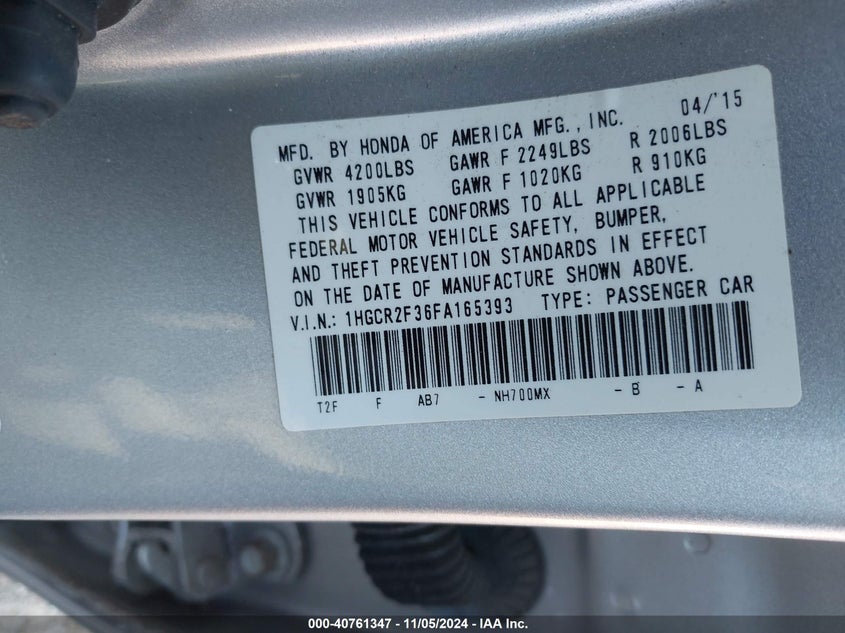 04/'15
MFD. BY HONDA OF AMERICA MFG., INC.
GVWR 4200LBS GAWR F 2249LBS R 2006LBS
GVWR 1905KG GAWR F 1020KG R 910KG
THIS VEHICLE CONFORMS TO ALL APPLICABLE
FEDERAL MOTOR VEHICLE SAFETY, BUMPER,
AND THEFT PREVENTION STANDARDS IN EFFECT
ON THE DATE OF MANUFACTURE SHOWN ABOVE.
V.I.N.: 1HGCR2F36FA165393 TYPE: PASSENGER CAR
T2F F AB7 - NH700MX - B - A
000-40761347 - 11/05/2024 - IAA Inc.